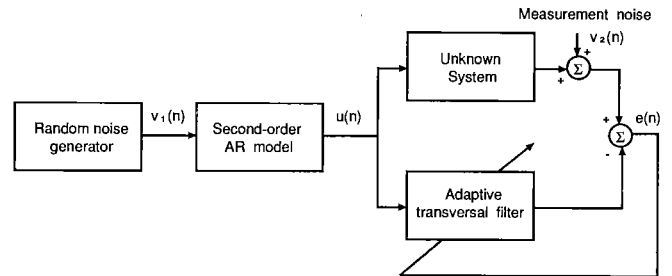 Measurement noise
v₂(n)
+
Unknown
System
+
Σ
Random noise
generator
v₁(n)
Second-order
AR model
u(n)
+
Σ
e(n)
-
Adaptive
transversal filter